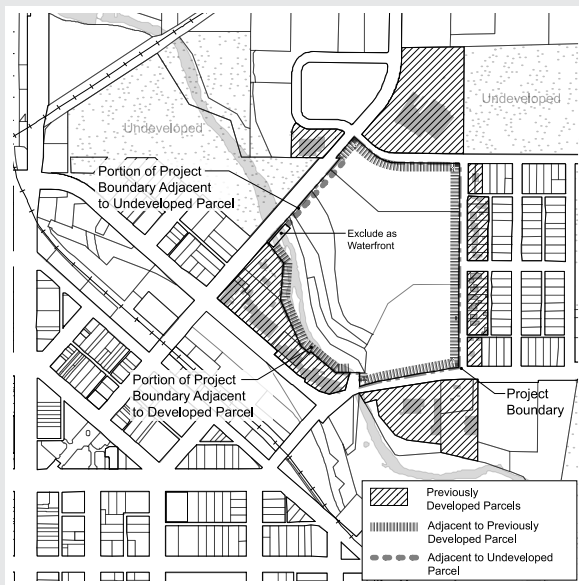 Undeveloped
Undeveloped
Portion of Project
Boundary Adjacent
to Undeveloped Parcel
Exclude as
Waterfront
Portion of Project
Boundary Adjacent
to Developed Parcel
Project
Boundary
Previously
Developed Parcels
Adjacent to Previously
Developed Parcel
Adjacent to Undeveloped
Parcel